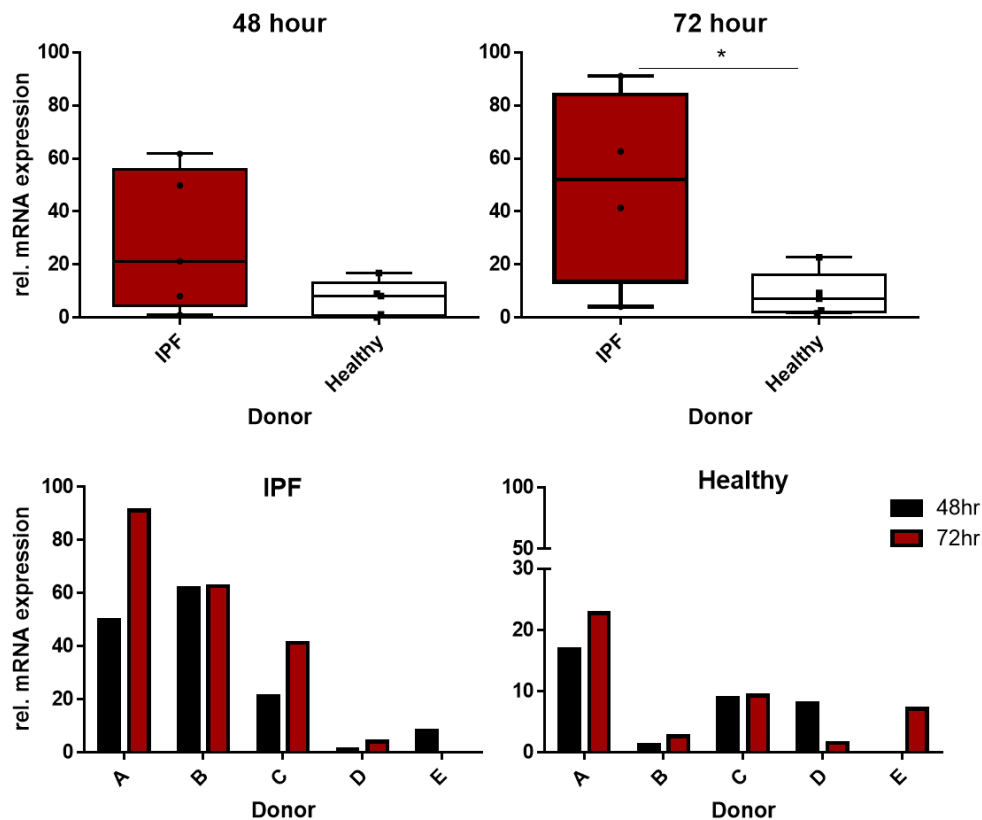 48 hour
rel. mRNA expression
100
80
60
40
20
0
IPF
Healthy
Donor
72 hour
*
100
80
60
40
20
0
IPF
Healthy
Donor
IPF
rel. mRNA expression
100
80
60
40
20
0
A
B
C
D
E
Donor
Healthy
100
50
30
20
10
0
A
B
C
D
E
Donor
48hr
72hr